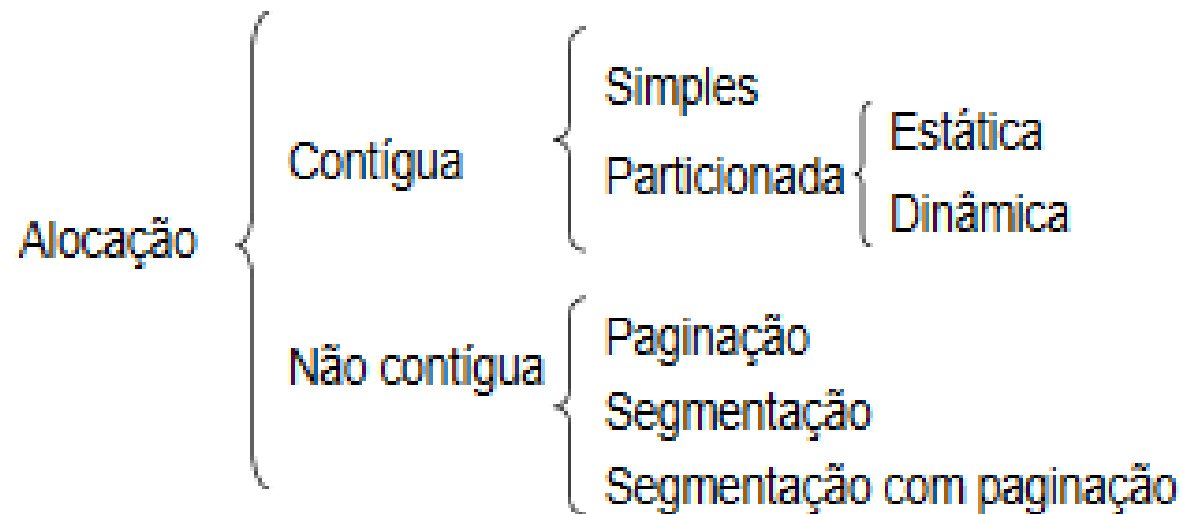 Alocação
Contígua
Simples
Particionada
Estática
Dinâmica
Não contígua
Paginação
Segmentação
Segmentação com paginação